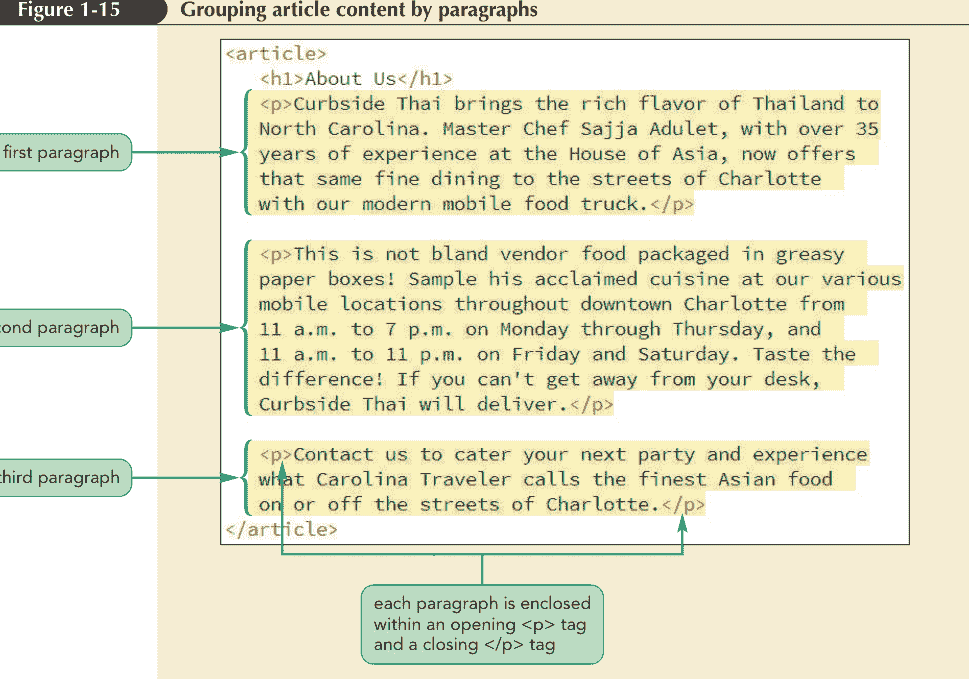 Figure 1-15 Grouping article content by paragraphs
<article>
<h1>About Us</h1>
first paragraph
<p>Curbside Thai brings the rich flavor of Thailand to
North Carolina. Master Chef Sajja Adulet, with over 35
years of experience at the House of Asia, now offers
that same fine dining to the streets of Charlotte
with our modern mobile food truck.</p>
cond paragraph
<p>This is not bland vendor food packaged in greasy
paper boxes! Sample his acclaimed cuisine at our various
mobile locations throughout downtown Charlotte from
11 a.m. to 7 p.m. on Monday through Thursday, and
11 a.m. to 11 p.m. on Friday and Saturday. Taste the
difference! If you can't get away from your desk,
Curbside Thai will deliver.</p>
third paragraph
<p>Contact us to cater your next party and experience
what Carolina Traveler calls the finest Asian food
on or off the streets of Charlotte.</p>
</article>
each paragraph is enclosed
within an opening <p> tag
and a closing </p> tag